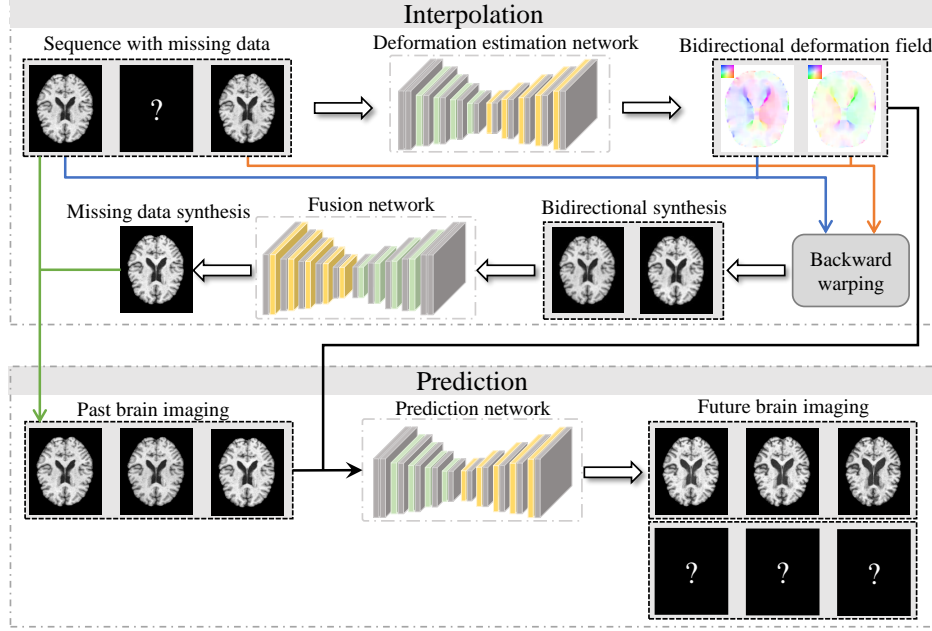 Interpolation
Sequence with missing data
Deformation estimation network
Bidirectional deformation field
?
Missing data synthesis
Fusion network
Bidirectional synthesis
Backward
warping
Prediction
Past brain imaging
Prediction network
Future brain imaging
? ? ?